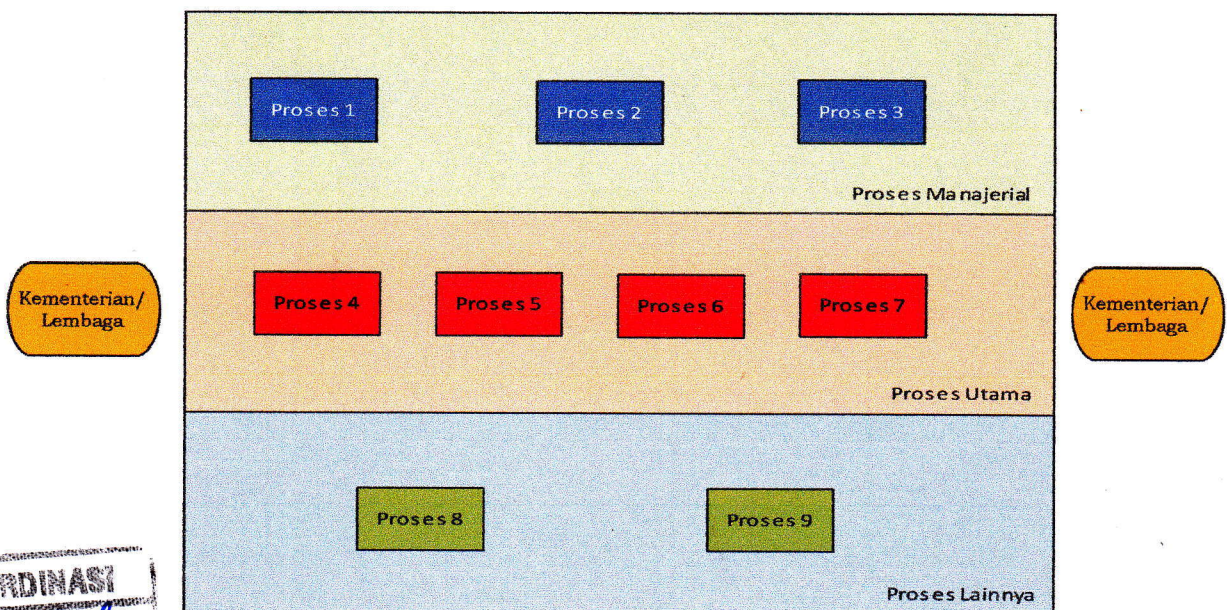 Proses 1
Proses 2
Proses 3
Proses Manajerial
Kementerian/
Lembaga
Proses 4
Proses 5
Proses 6
Proses 7
Kementerian/
Lembaga
Proses Utama
Proses 8
Proses 9
RDINASI
Proses Lainnya